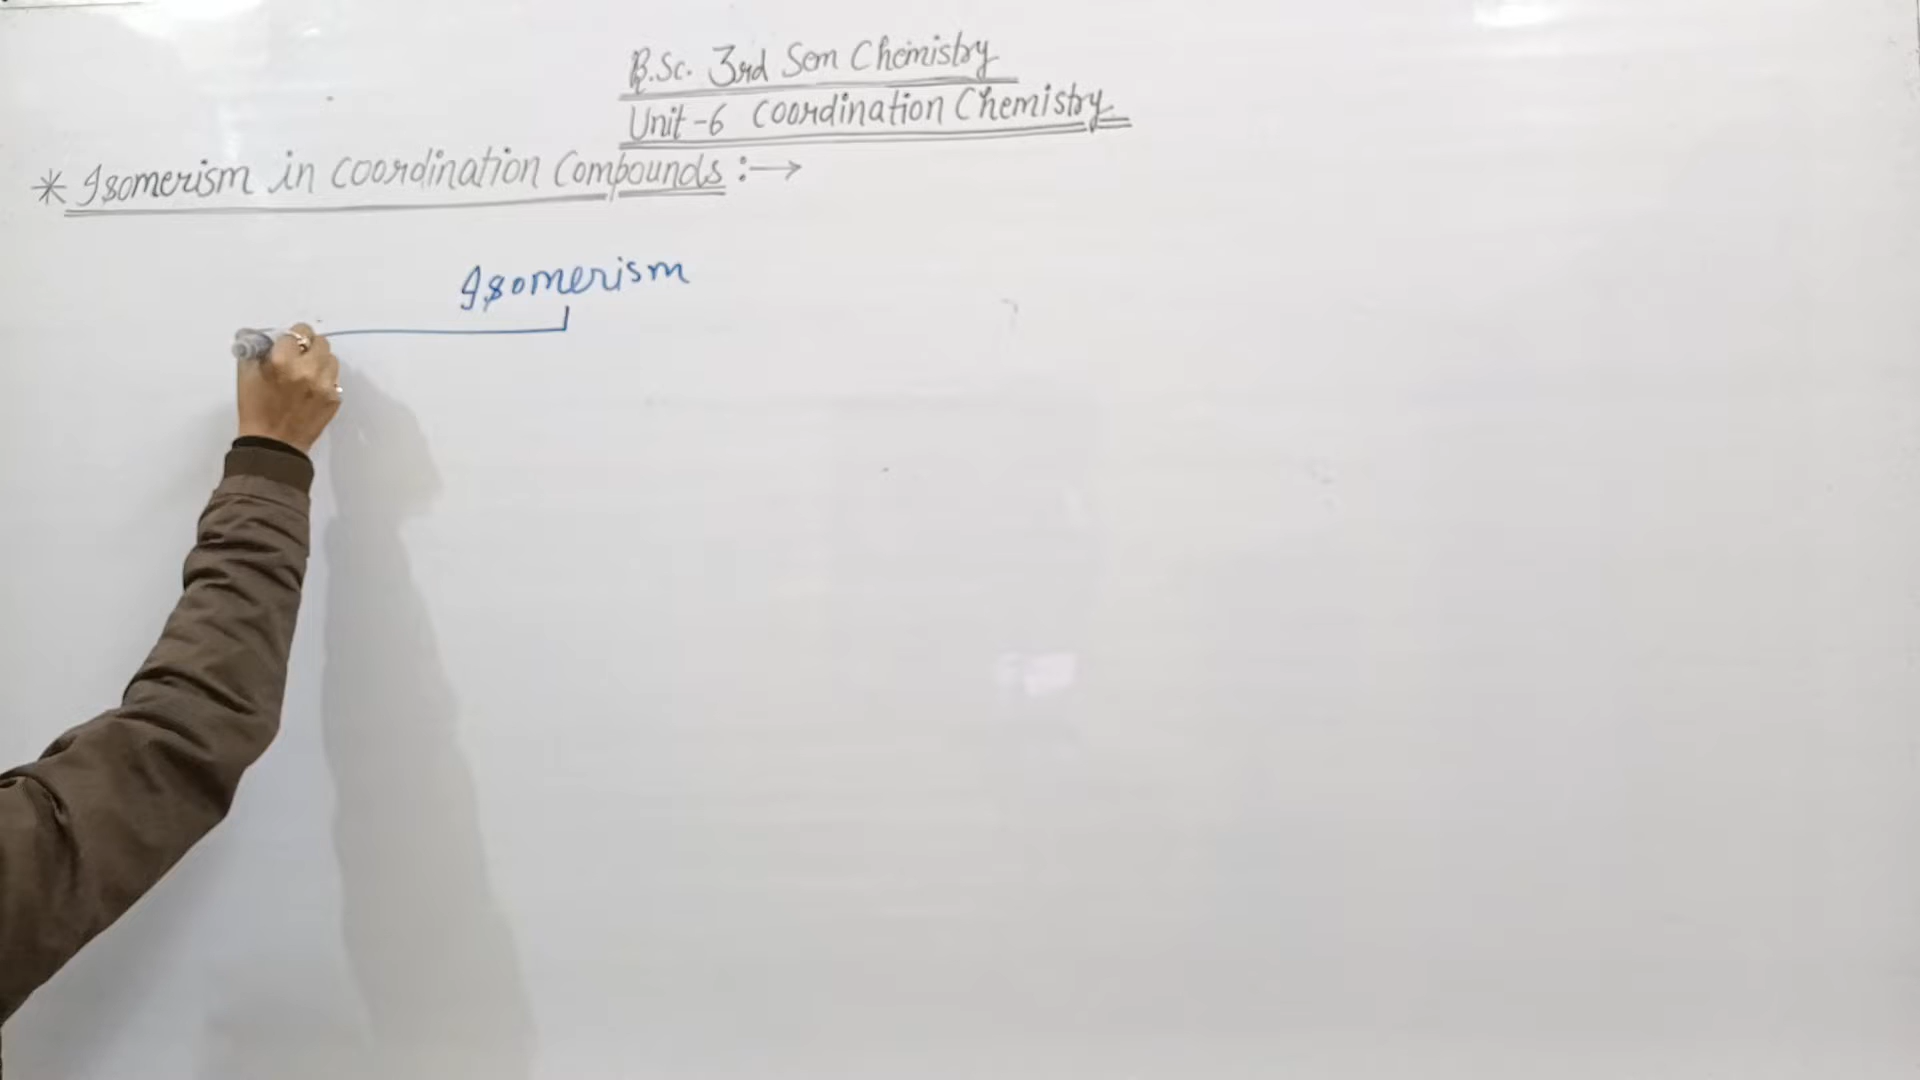 B.Sc. 3rd Sem Chemistry
Unit-6 Coordination Chemistry
* Isomerism in Coordination Compounds :→
Isomerism